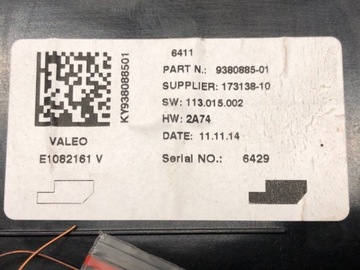 6411
PART N.: 9380885-01
SUPPLIER: 173138-10
SW: 113.015.002
HW: 2A74
DATE: 11.11.14
Serial NO.: 6429
KY9380888501
VALEO
E1082161 V